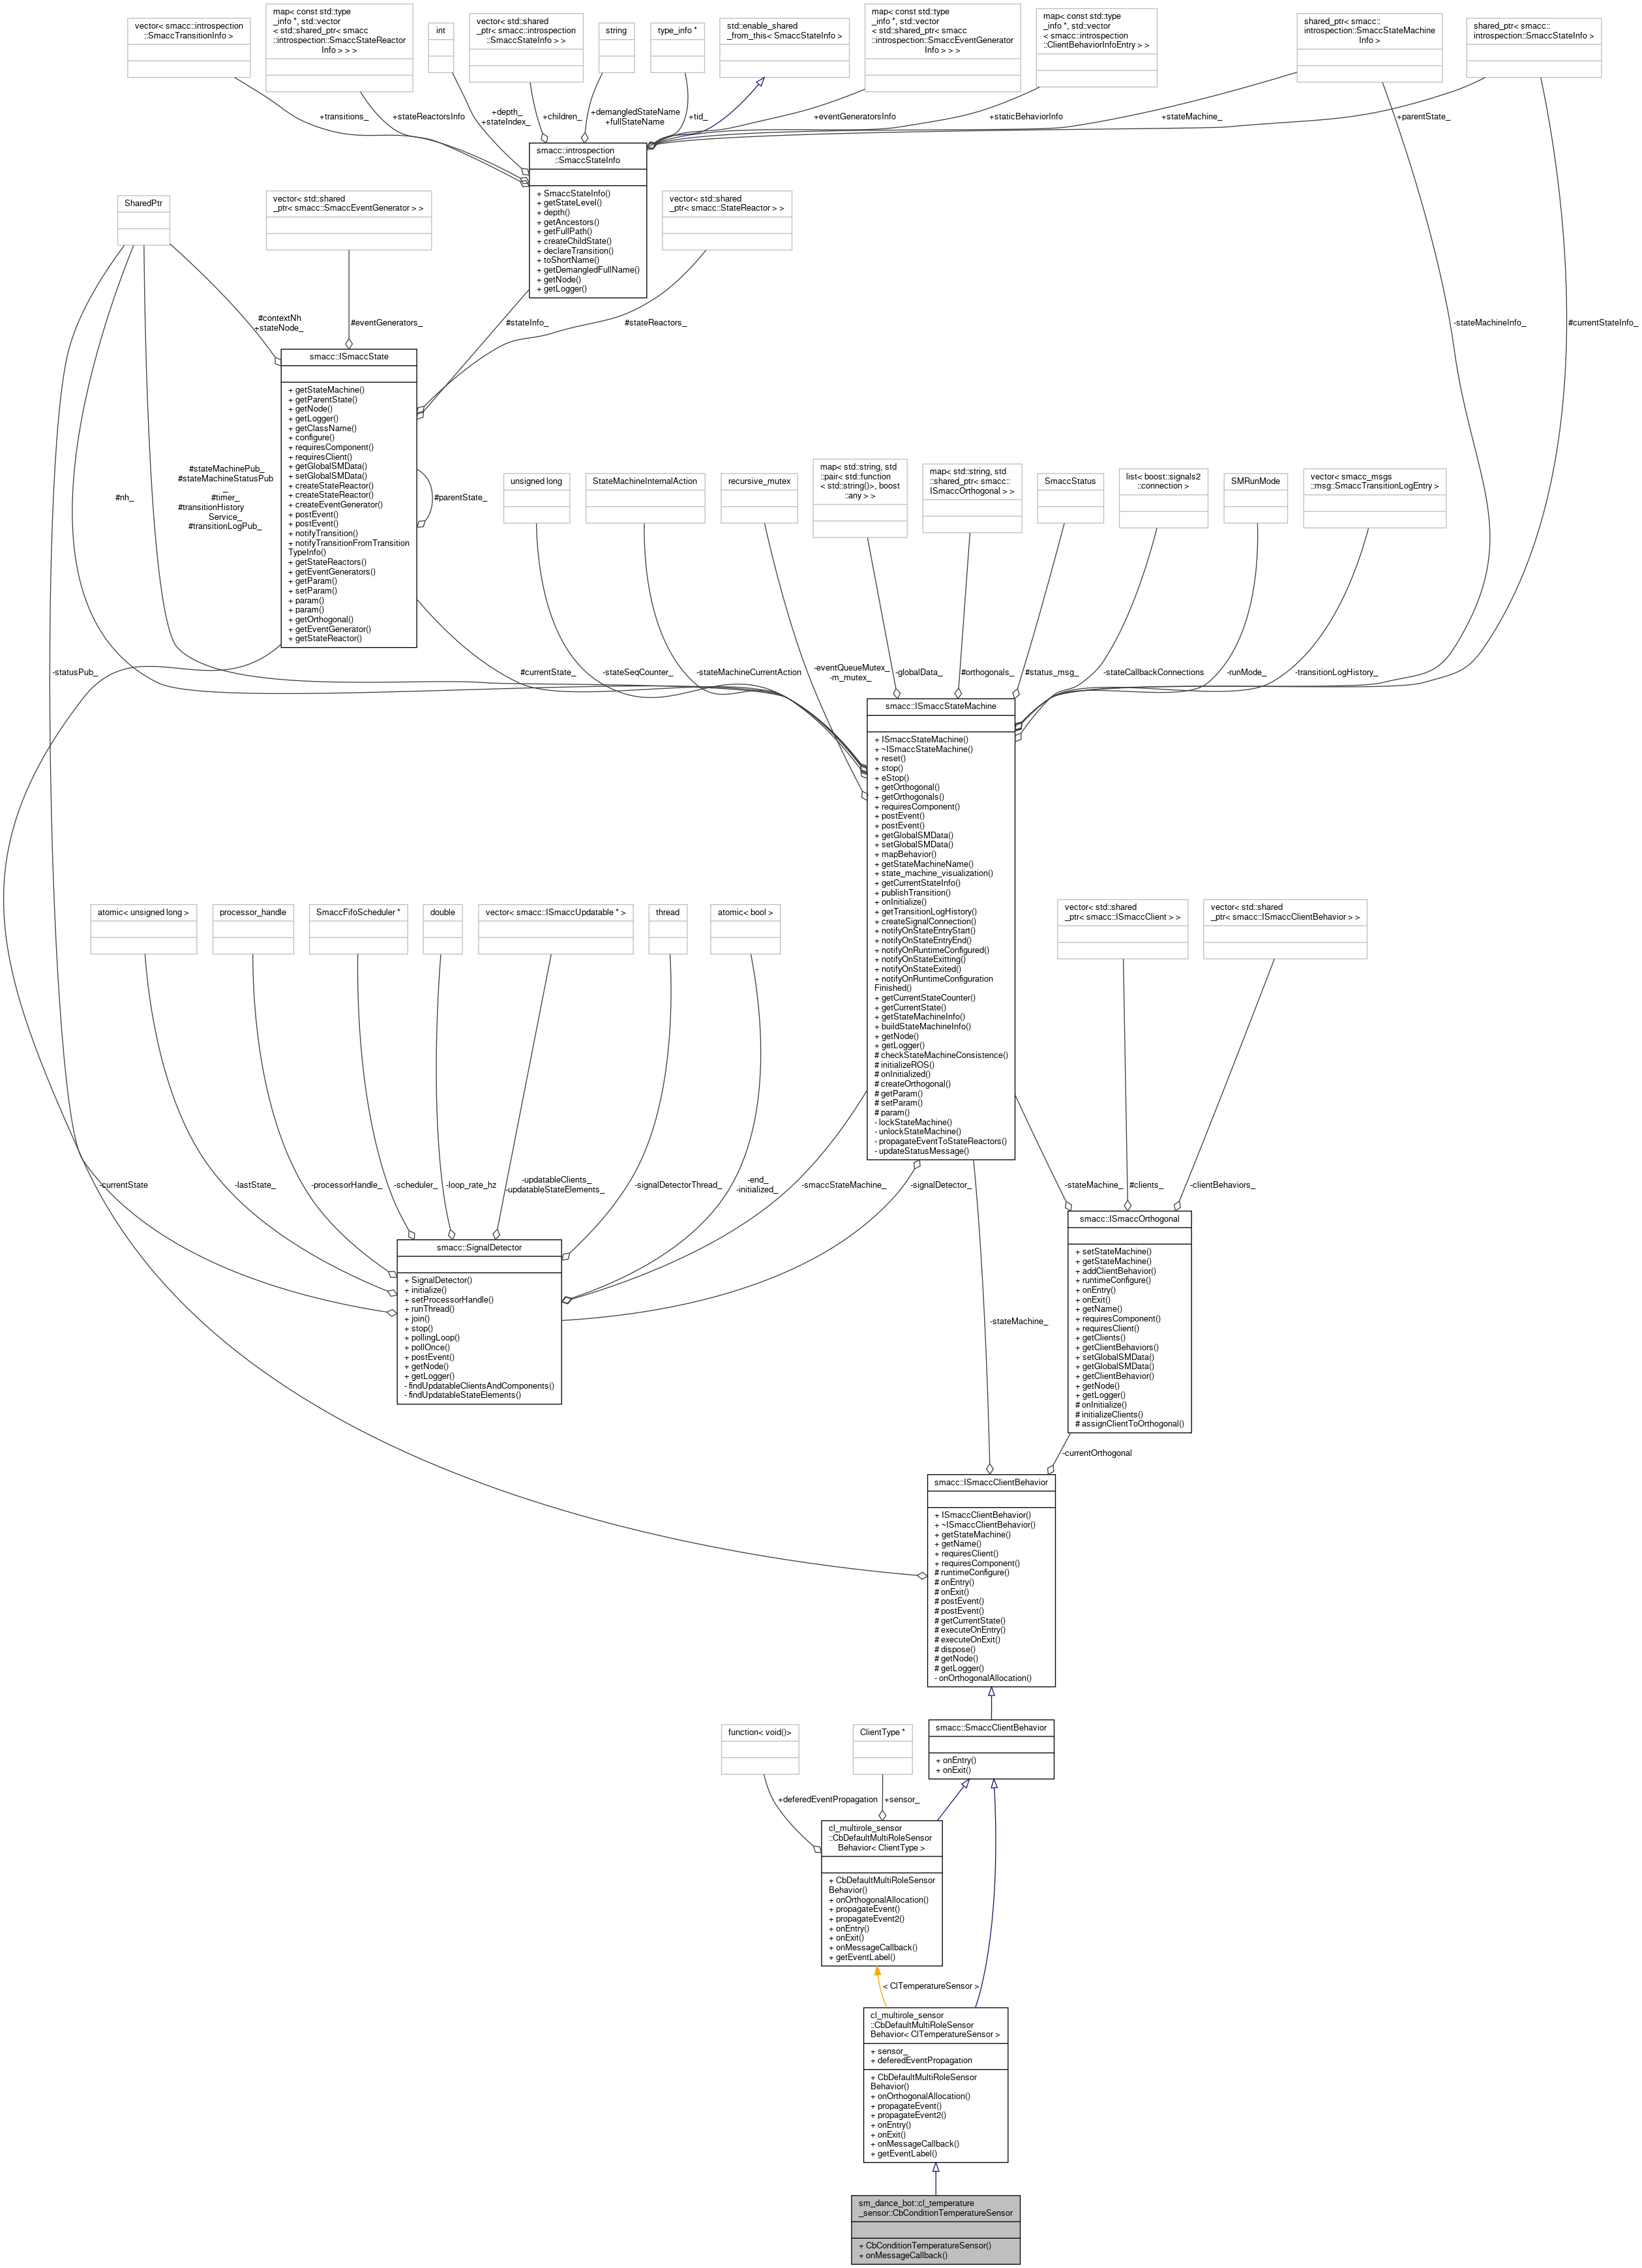 vector< smacc::introspection
::SmaccTransitionInfo >
map< const std::type
_info *, std::vector
< std::shared_ptr< smacc
::introspection::SmaccStateReactor
Info > > >
int
vector< std::shared
_ptr< smacc::introspection
::SmaccStateInfo > >
string
type_info *
std::enable_shared
_from_this< SmaccStateInfo >
map< const std::type
_info *, std::vector
< std::shared_ptr< smacc
::introspection::SmaccEventGenerator
Info > > >
map< const std::type
_info *, std::vector
< smacc::introspection
::ClientBehaviorInfoEntry > >
shared_ptr< smacc::
introspection::SmaccStateMachine
Info >
shared_ptr< smacc::
introspection::SmaccStateInfo >
+transitions_
+stateReactorsInfo
+depth_
+stateIndex_
+children_
+demangledStateName
+fullStateName
+tid_
+eventGeneratorsInfo
+staticBehaviorInfo
+stateMachine_
+parentState_
smacc::introspection
::SmaccStateInfo
+ SmaccStateInfo()
+ getStateLevel()
+ depth()
+ getAncestors()
+ getFullPath()
+ createChildState()
+ declareTransition()
+ toShortName()
+ getDemangledFullName()
+ getNode()
+ getLogger()
SharedPtr
vector< std::shared
_ptr< smacc::SmaccEventGenerator > >
vector< std::shared
_ptr< smacc::StateReactor > >
#contextNh
+stateNode_
#eventGenerators_
#stateInfo_
#stateReactors_
-stateMachineInfo_
#currentStateInfo_
smacc::ISmaccState
+ getStateMachine()
+ getParentState()
+ getNode()
+ getLogger()
+ getClassName()
+ configure()
+ requiresComponent()
+ requiresClient()
+ getGlobalSMData()
+ setGlobalSMData()
+ createStateReactor()
+ createStateReactor()
+ createEventGenerator()
+ postEvent()
+ postEvent()
+ notifyTransition()
+ notifyTransitionFromTransition
TypeInfo()
+ getStateReactors()
+ getEventGenerators()
+ getParam()
+ setParam()
+ param()
+ param()
+ getOrthogonal()
+ getEventGenerator()
+ getStateReactor()
#parentState_
#nh_
#stateMachinePub_
#stateMachineStatusPub
_
#timer_
#transitionHistory
Service_
#transitionLogPub_
unsigned long
StateMachineInternalAction
recursive_mutex
map< std::string, std
::pair< std::function
< std::string()>, boost
::any > >
map< std::string, std
::shared_ptr< smacc::
ISmaccOrthogonal > >
SmaccStatus
list< boost::signals2
::connection >
SMRunMode
vector< smacc_msgs
::msg::SmaccTransitionLogEntry >
-statusPub_
#currentState_
-stateSeqCounter_
-stateMachineCurrentAction
-eventQueueMutex_
-m_mutex_
-globalData_
#orthogonals_
#status_msg_
-stateCallbackConnections
-runMode_
-transitionLogHistory_
smacc::ISmaccStateMachine
+ ISmaccStateMachine()
+ ~ISmaccStateMachine()
+ reset()
+ stop()
+ eStop()
+ getOrthogonal()
+ getOrthogonals()
+ requiresComponent()
+ postEvent()
+ postEvent()
+ getGlobalSMData()
+ setGlobalSMData()
+ mapBehavior()
+ getStateMachineName()
+ state_machine_visualization()
+ getCurrentStateInfo()
+ publishTransition()
+ onInitialize()
+ getTransitionLogHistory()
+ createSignalConnection()
+ notifyOnStateEntryStart()
+ notifyOnStateEntryEnd()
+ notifyOnRuntimeConfigured()
+ notifyOnStateExitting()
+ notifyOnStateExited()
+ notifyOnRuntimeConfiguration
Finished()
+ getCurrentStateCounter()
+ getCurrentState()
+ getStateMachineInfo()
+ buildStateMachineInfo()
+ getNode()
+ getLogger()
# checkStateMachineConsistence()
# initializeROS()
# onInitialized()
# createOrthogonal()
# getParam()
# setParam()
# param()
- lockStateMachine()
- unlockStateMachine()
- propagateEventToStateReactors()
- updateStatusMessage()
atomic< unsigned long >
processor_handle
SmaccFifoScheduler *
double
vector< smacc::ISmaccUpdatable * >
thread
atomic< bool >
vector< std::shared
_ptr< smacc::ISmaccClient > >
vector< std::shared
_ptr< smacc::ISmaccClientBehavior > >
-currentState
-lastState_
-processorHandle_
-scheduler_
-loop_rate_hz
-updatableClients_
-updatableStateElements_
-signalDetectorThread_
-end_
-initialized_
-smaccStateMachine_
-signalDetector_
-stateMachine_
#clients_
-clientBehaviors_
smacc::SignalDetector
+ SignalDetector()
+ initialize()
+ setProcessorHandle()
+ runThread()
+ join()
+ stop()
+ pollingLoop()
+ pollOnce()
+ postEvent()
+ getNode()
+ getLogger()
- findUpdatableClientsAndComponents()
- findUpdatableStateElements()
smacc::ISmaccOrthogonal
+ setStateMachine()
+ getStateMachine()
+ addClientBehavior()
+ runtimeConfigure()
+ onEntry()
+ onExit()
+ getName()
+ requiresComponent()
+ requiresClient()
+ getClients()
+ getClientBehaviors()
+ setGlobalSMData()
+ getGlobalSMData()
+ getClientBehavior()
+ getNode()
+ getLogger()
# onInitialize()
# initializeClients()
# assignClientToOrthogonal()
-stateMachine_
-currentOrthogonal
smacc::ISmaccClientBehavior
+ ISmaccClientBehavior()
+ ~ISmaccClientBehavior()
+ getStateMachine()
+ getName()
+ requiresClient()
+ requiresComponent()
# runtimeConfigure()
# onEntry()
# onExit()
# postEvent()
# postEvent()
# getCurrentState()
# executeOnEntry()
# executeOnExit()
# dispose()
# getNode()
# getLogger()
- onOrthogonalAllocation()
function< void()>
ClientType *
smacc::SmaccClientBehavior
+ onEntry()
+ onExit()
+deferedEventPropagation
+sensor_
cl_multirole_sensor
::CbDefaultMultiRoleSensor
Behavior< ClientType >
+ CbDefaultMultiRoleSensor
Behavior()
+ onOrthogonalAllocation()
+ propagateEvent()
+ propagateEvent2()
+ onEntry()
+ onExit()
+ onMessageCallback()
+ getEventLabel()
< ClTemperatureSensor >
cl_multirole_sensor
::CbDefaultMultiRoleSensor
Behavior< ClTemperatureSensor >
+ sensor_
+ deferedEventPropagation
+ CbDefaultMultiRoleSensor
Behavior()
+ onOrthogonalAllocation()
+ propagateEvent()
+ propagateEvent2()
+ onEntry()
+ onExit()
+ onMessageCallback()
+ getEventLabel()
sm_dance_bot::cl_temperature
_sensor::CbConditionTemperatureSensor
+ CbConditionTemperatureSensor()
+ onMessageCallback()